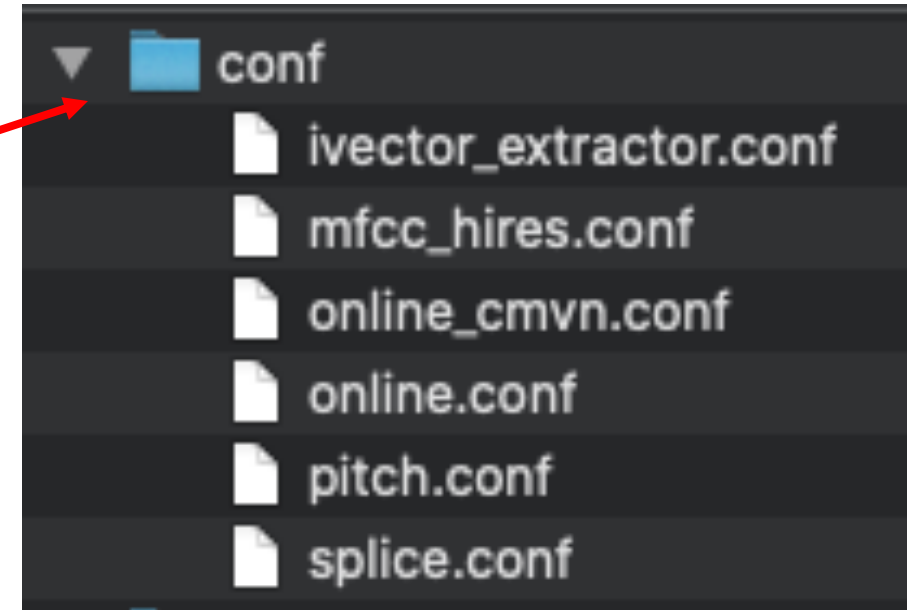 conf
ivector_extractor.conf
mfcc_hires.conf
online_cmvn.conf
online.conf
pitch.conf
splice.conf